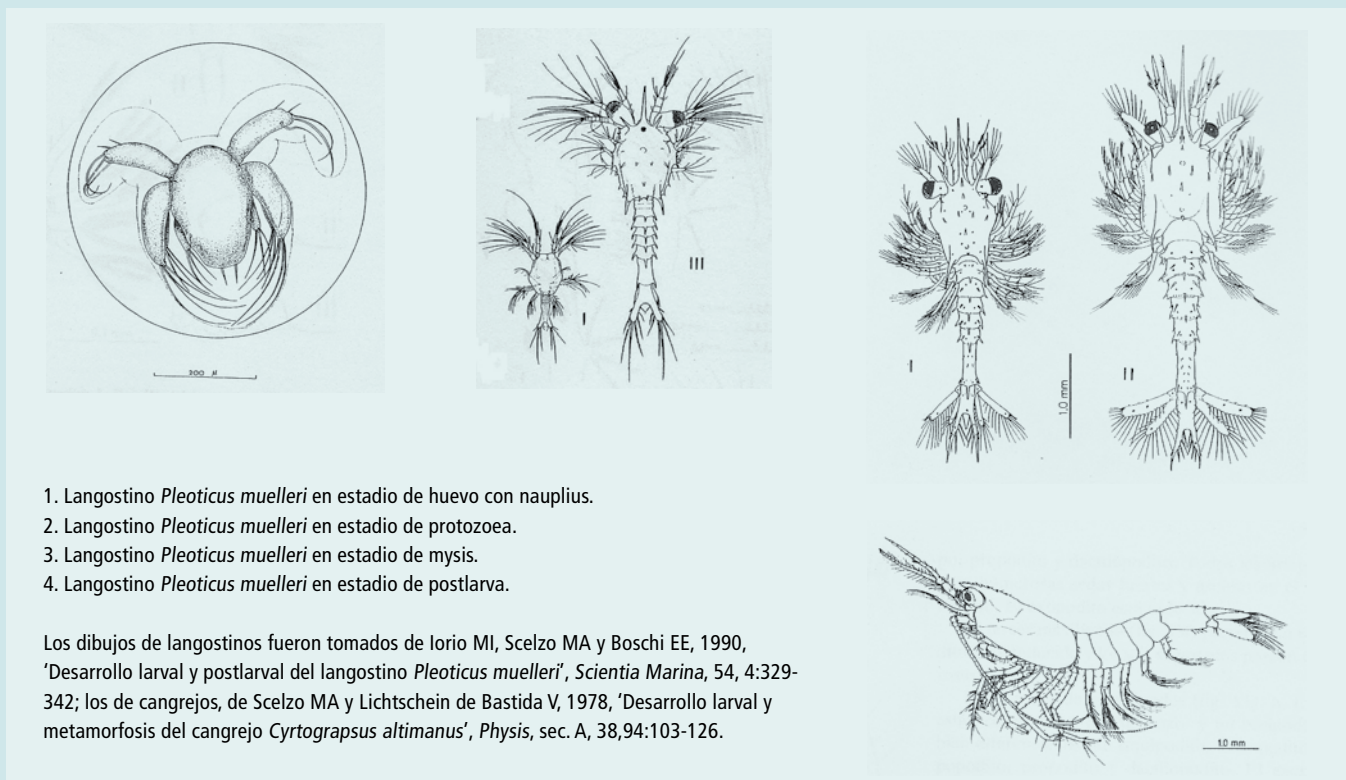 200 µ
I
III
I
1.0 mm
II
1. Langostino Pleoticus muelleri en estadio de huevo con nauplius.
2. Langostino Pleoticus muelleri en estadio de protozoea.
3. Langostino Pleoticus muelleri en estadio de mysis.
4. Langostino Pleoticus muelleri en estadio de postlarva.
Los dibujos de langostinos fueron tomados de Iorio MI, Scelzo MA y Boschi EE, 1990,
'Desarrollo larval y postlarval del langostino Pleoticus muelleri', Scientia Marina, 54, 4:329-
342; los de cangrejos, de Scelzo MA y Lichtschein de Bastida V, 1978, 'Desarrollo larval y
metamorfosis del cangrejo Cyrtograpsus altimanus', Physis, sec. A, 38,94:103-126.
1.0 mm